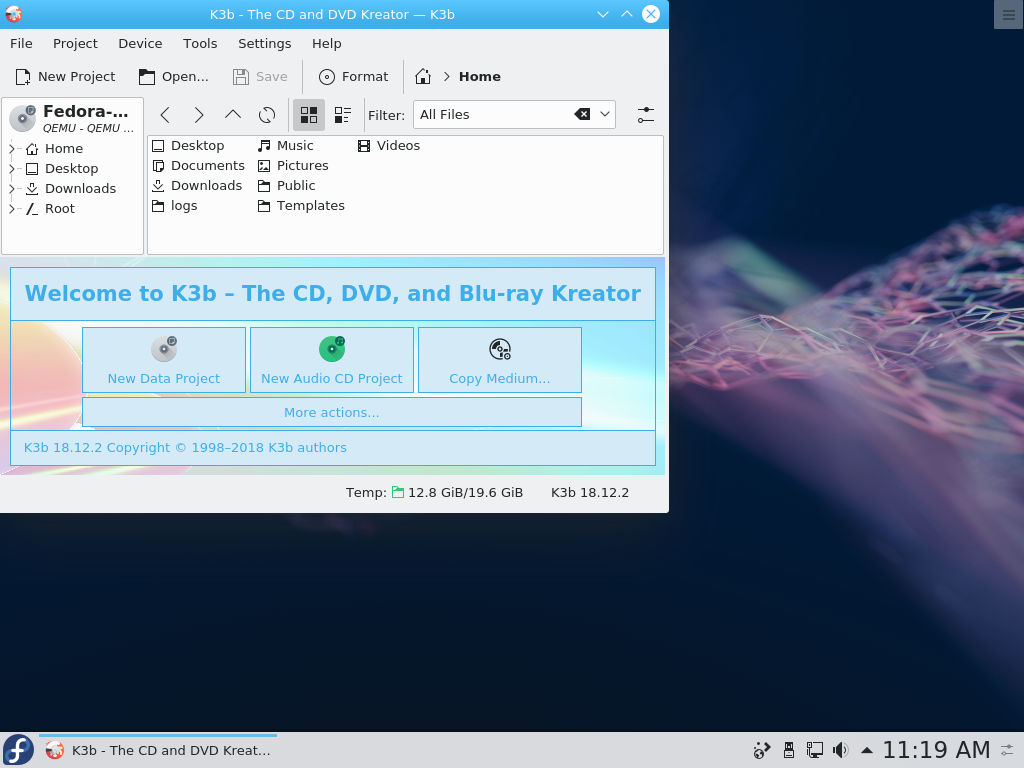 K3b - The CD and DVD Kreator — K3b
File Project Device Tools Settings Help
New Project Open... Save Format Home
Fedora-...
QEMU - QEMU ...
Home
Desktop
Downloads
Root
Filter: All Files
Desktop Music Videos
Documents Pictures
Downloads Public
logs Templates
Welcome to K3b – The CD, DVD, and Blu-ray Kreator
New Data Project New Audio CD Project Copy Medium...
More actions...
K3b 18.12.2 Copyright © 1998–2018 K3b authors
Temp: 12.8 GiB/19.6 GiB K3b 18.12.2
K3b - The CD and DVD Kreat... 11:19 AM